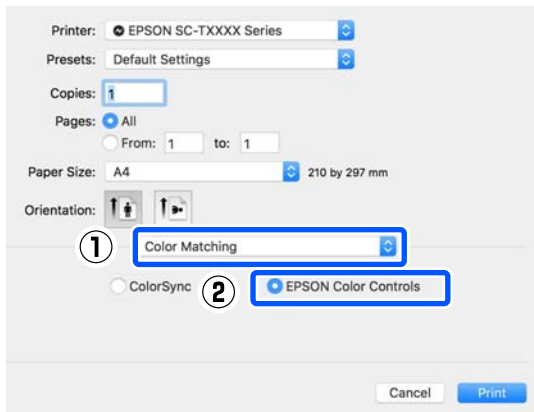 Printer: EPSON SC-TXXXX Series
Presets: Default Settings
Copies: 1
Pages: All
From: 1 to: 1
Paper Size: A4 210 by 297 mm
Orientation:
① Color Matching
ColorSync ② EPSON Color Controls
Cancel Print